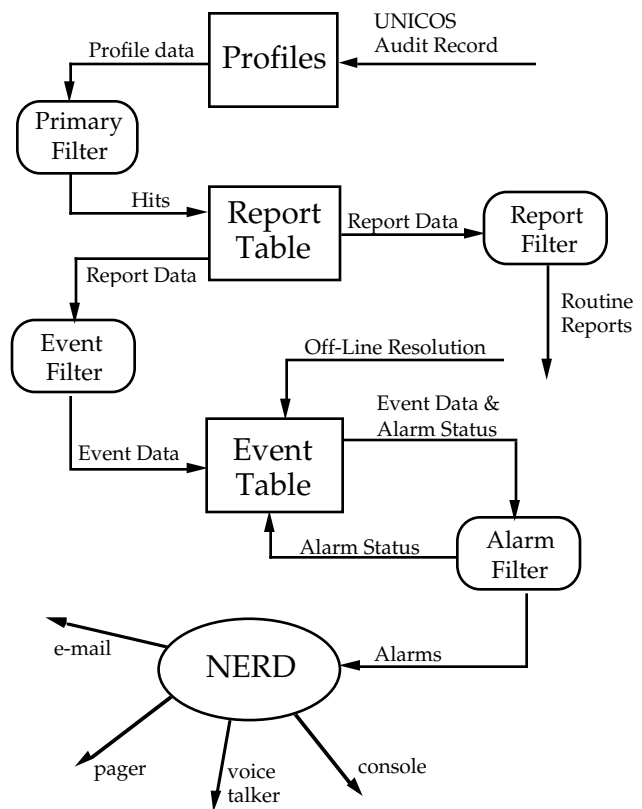 UNICOS
Audit Record
Profile data
Profiles
Primary
Filter
Hits
Report
Table
Report Data
Report
Filter
Report Data
Routine
Reports
Event
Filter
Off-Line Resolution
Event Data &
Alarm Status
Event Data
Event
Table
Alarm Status
Alarm
Filter
e-mail
NERD
Alarms
pager
voice
talker
console